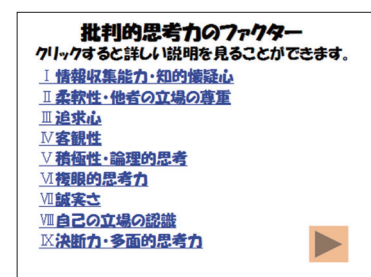 批判的思考力のファクター
クリックすると詳しい説明を見ることができます。
Ⅰ 情報収集能力・知的懐疑心
Ⅱ 柔軟性・他者の立場の尊重
Ⅲ 追求心
Ⅳ 客観性
Ⅴ 積極性・論理的思考
Ⅵ 複眼的思考力
Ⅶ 誠実さ
Ⅷ 自己の立場の認識
Ⅸ 決断力・多面的思考力